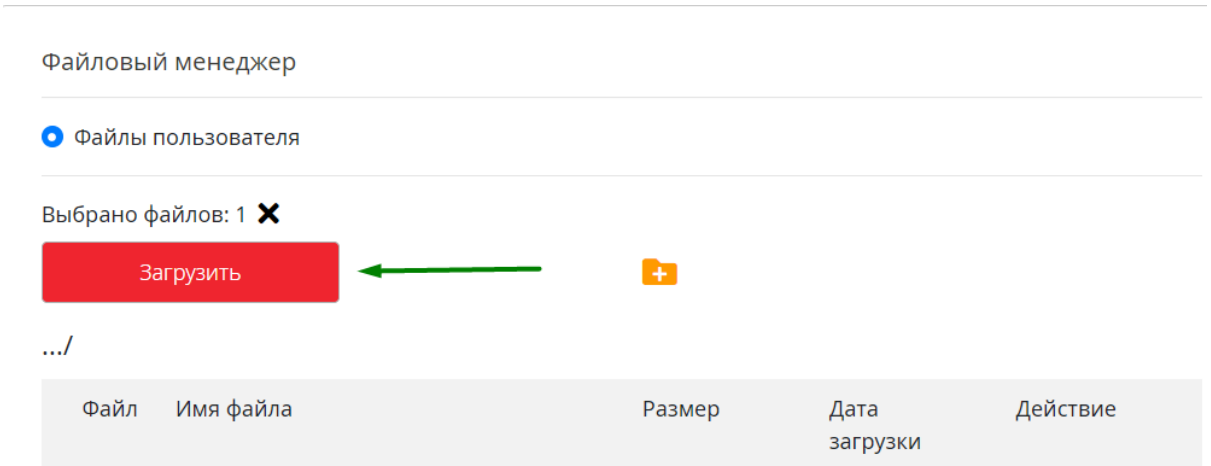 Файловый менеджер
Файлы пользователя
Выбрано файлов: 1
Загрузить
.../
Файл Имя файла Размер Дата загрузки Действие